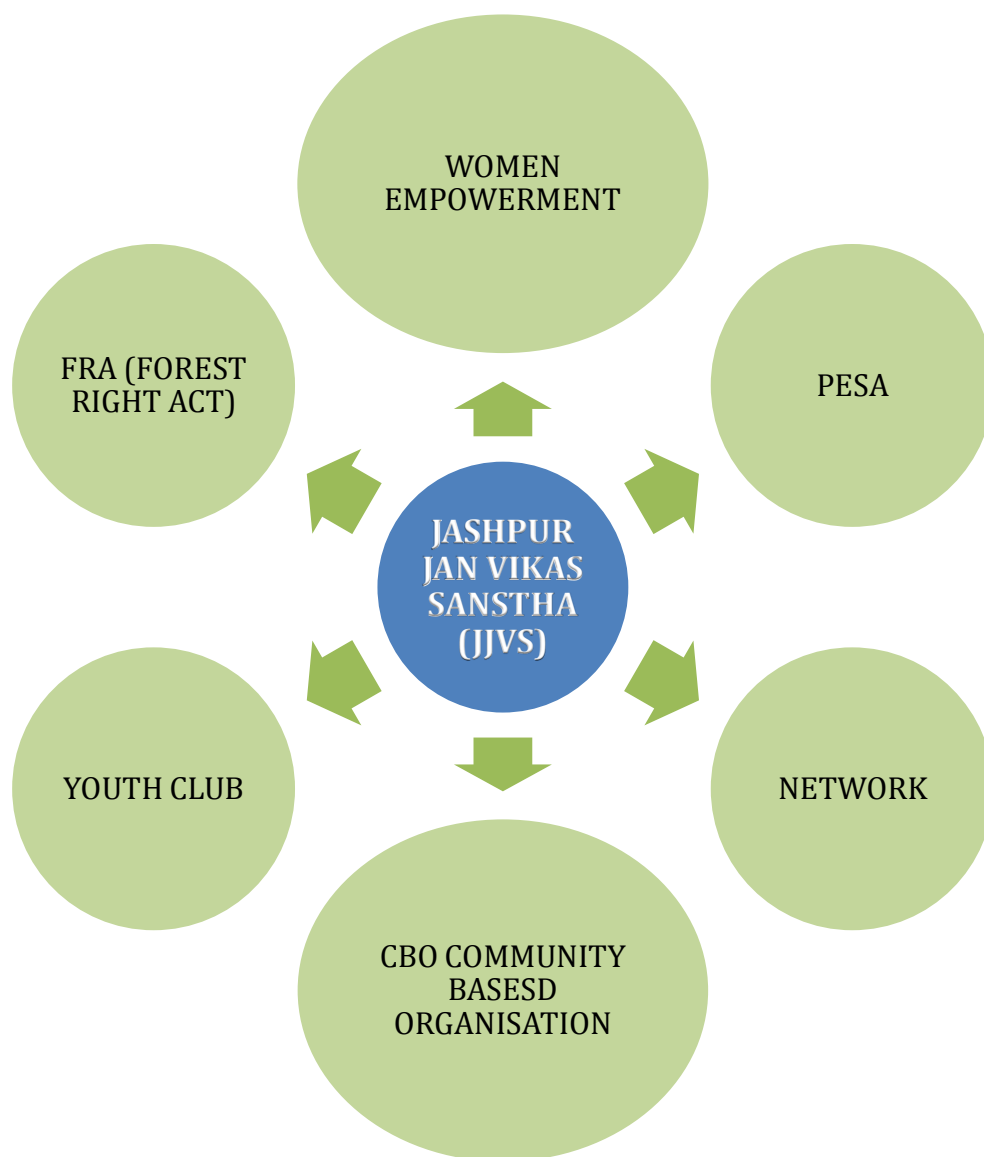 WOMEN
EMPOWERMENT
FRA (FOREST
RIGHT ACT)
PESA
JASHPUR
JAN VIKAS
SANSTHA
(JJVS)
YOUTH CLUB
NETWORK
CBO COMMUNITY
BASESD
ORGANISATION